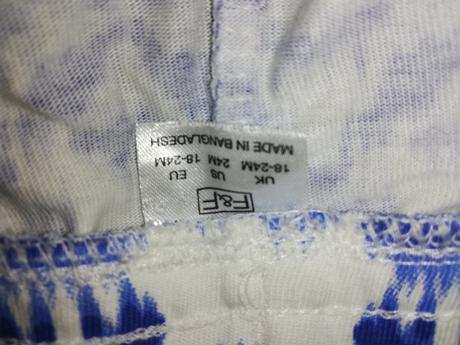 F&F
UK US EU
18-24M 24M 18-24M
MADE IN BANGLADESH